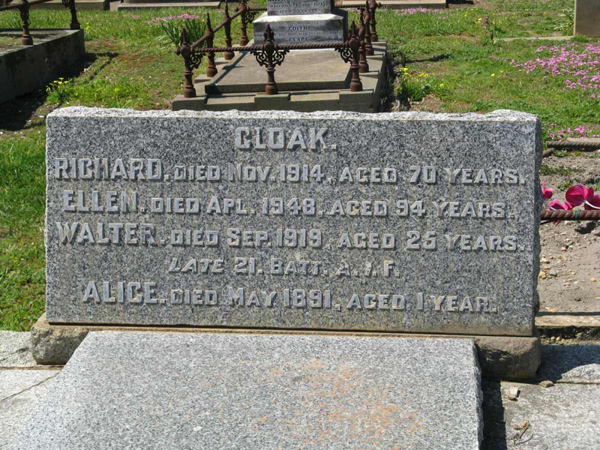 CLOAK.
RICHARD. DIED NOV. 1914, AGED 70 YEARS.
ELLEN. DIED APL. 1948, AGED 94 YEARS.
WALTER. DIED SEP. 1919, AGED 25 YEARS.
LATE 21. BATT. A.I.F.
ALICE. DIED MAY 1891, AGED 1 YEAR.